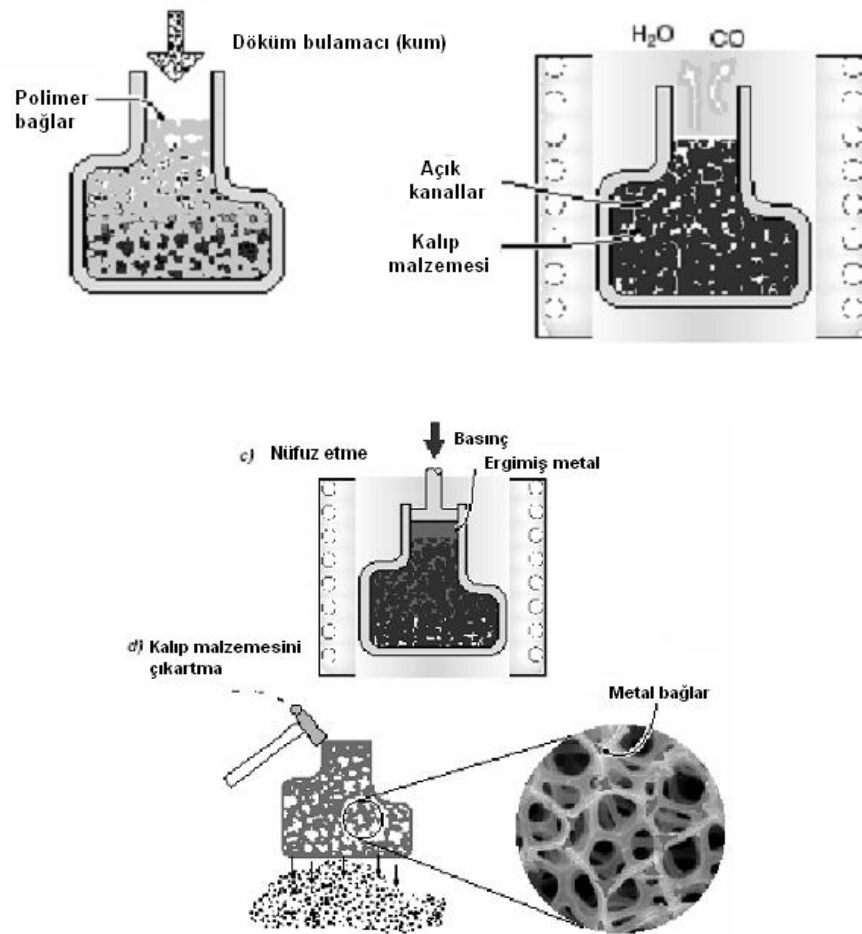 Döküm bulamacı (kum)
Polimer
bağlar
H₂O CO
Açık
kanallar
Kalıp
malzemesi
c) Nüfuz etme
Basınç
Ergimiş metal
d) Kalıp malzemesini
çıkartma
Metal bağlar